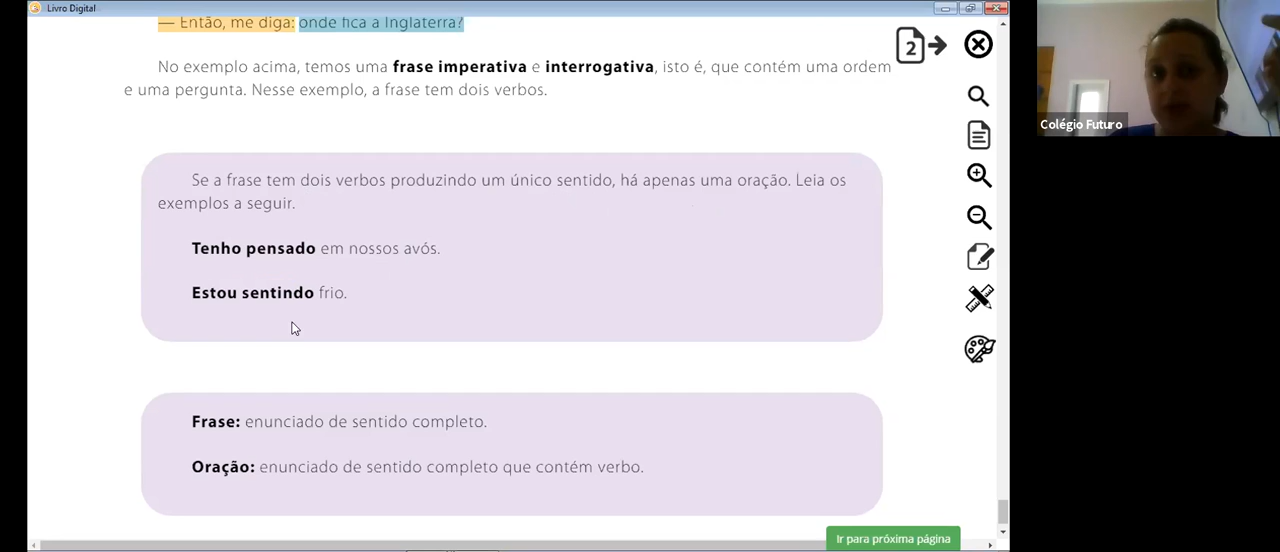 Livro Digital
— Então, me diga: onde fica a Inglaterra?
No exemplo acima, temos uma frase imperativa e interrogativa, isto é, que contém uma ordem
e uma pergunta. Nesse exemplo, a frase tem dois verbos.
2
Colégio Futuro
Se a frase tem dois verbos produzindo um único sentido, há apenas uma oração. Leia os
exemplos a seguir.
Tenho pensado em nossos avós.
Estou sentindo frio.
Frase: enunciado de sentido completo.
Oração: enunciado de sentido completo que contém verbo.
Ir para próxima página